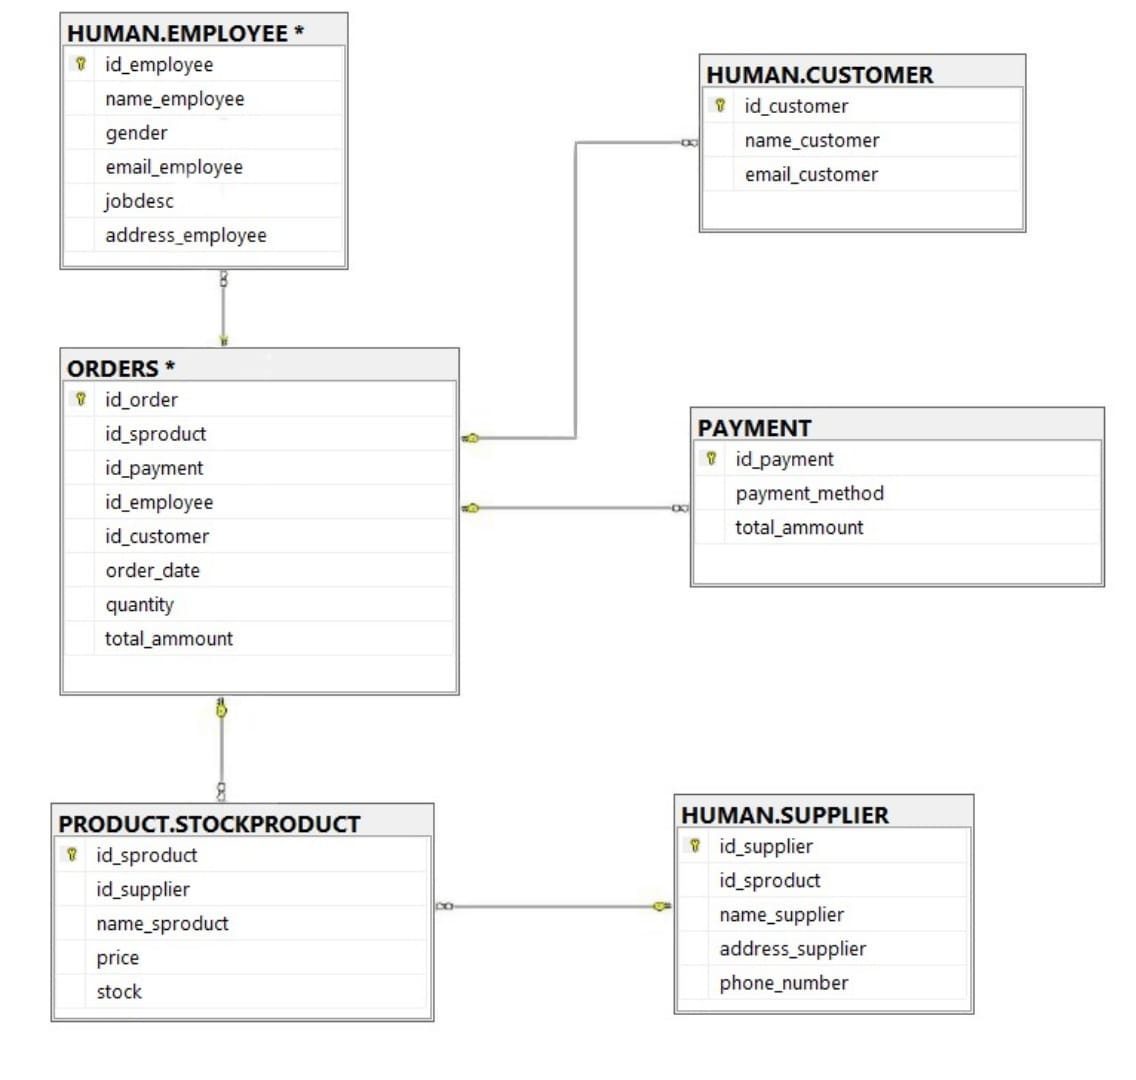 HUMAN.EMPLOYEE *
id_employee
name_employee
gender
email_employee
jobdesc
address_employee
HUMAN.CUSTOMER
id_customer
name_customer
email_customer
ORDERS *
id_order
id_sproduct
id_payment
id_employee
id_customer
order_date
quantity
total_ammount
PAYMENT
id_payment
payment_method
total_ammount
PRODUCT.STOCKPRODUCT
id_sproduct
id_supplier
name_sproduct
price
stock
HUMAN.SUPPLIER
id_supplier
id_sproduct
name_supplier
address_supplier
phone_number